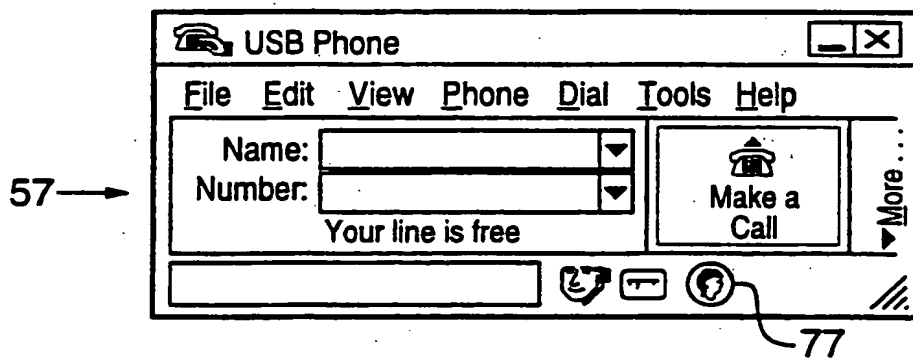 USB Phone
File Edit View Phone Dial Tools Help
Name:
Number:
Your line is free
Make a
Call
More...
57
77